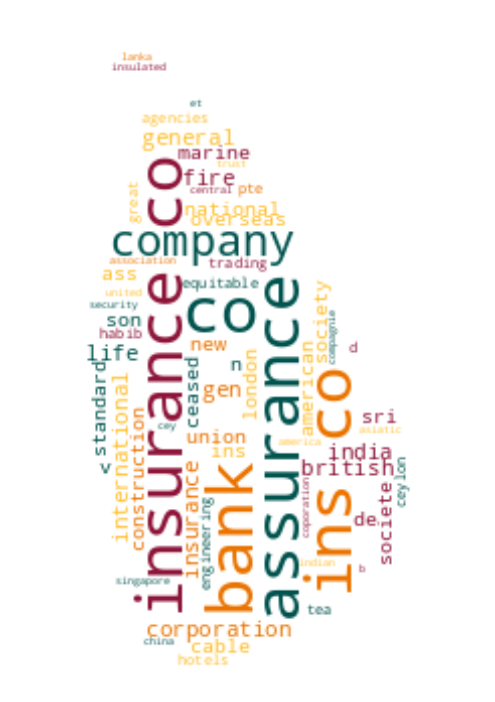 lanka
insulated
et
agencies
general
marine
trust
fire
central
pte
great
insurance co
national
overseas
company
association
trading
ass
equitable
united
security
co
assurance
son
habib
life
new
society
compagnie
american
d
n
gen
london
ceased
standard
international
construction
cey
union
ins
america
ins co
sri
asiatic
india
british
v
bank
insurance
engineering
coporation
ceylon
societe
de
indian
b
singapore
tea
corporation
china
cable
hotels